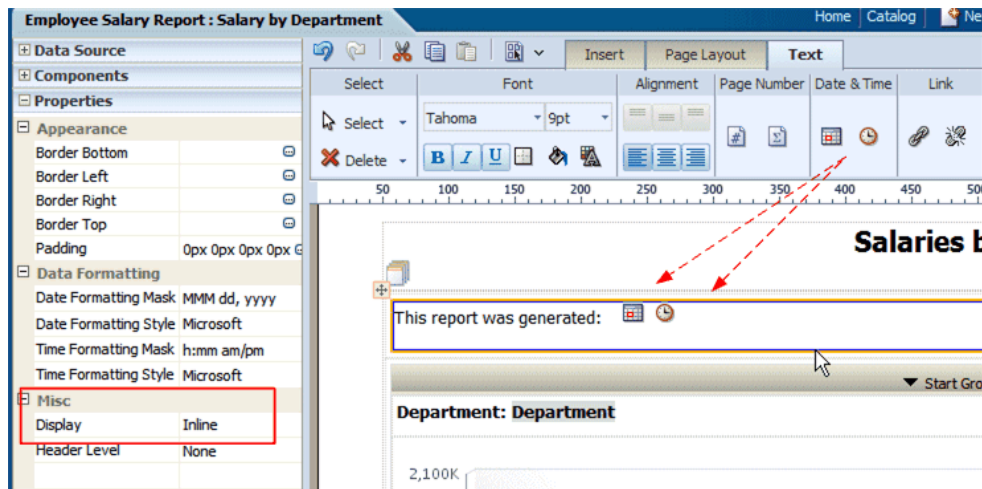 Employee Salary Report : Salary by Department
Home Catalog Ne
Data Source
Components
Properties
Appearance
Border Bottom
Border Left
Border Right
Border Top
Padding 0px 0px 0px 0px
Data Formatting
Date Formatting Mask MMM dd, yyyy
Date Formatting Style Microsoft
Time Formatting Mask h:mm am/pm
Time Formatting Style Microsoft
Misc
Display Inline
Header Level None
Insert Page Layout Text
Select Font Alignment Page Number Date & Time Link
Select Tahoma 9pt
Delete B I U
50 100 150 200 250 300 350 400 450 50
Salaries b
This report was generated:
Start Gro
Department: Department
2,100K